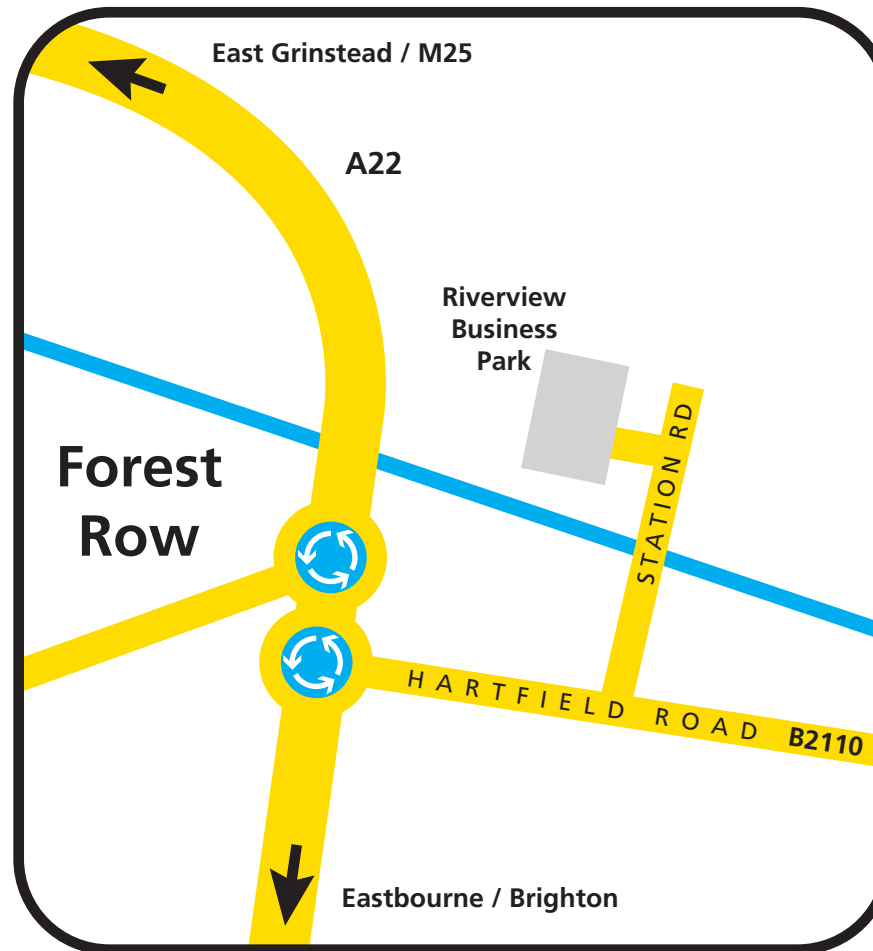 East Grinstead / M25
A22
Riverview
Business
Park
Forest
Row
STATION RD
HARTFIELD ROAD B2110
Eastbourne / Brighton